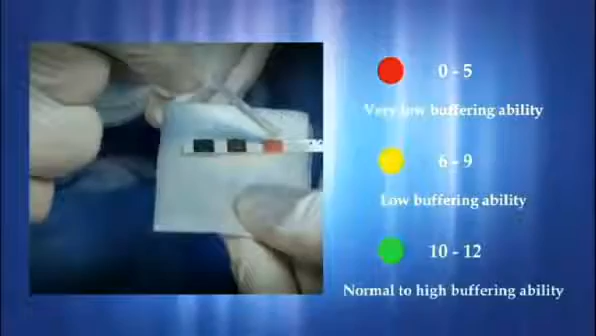 0 - 5
Very low buffering ability
6 - 9
Low buffering ability
10 - 12
Normal to high buffering ability